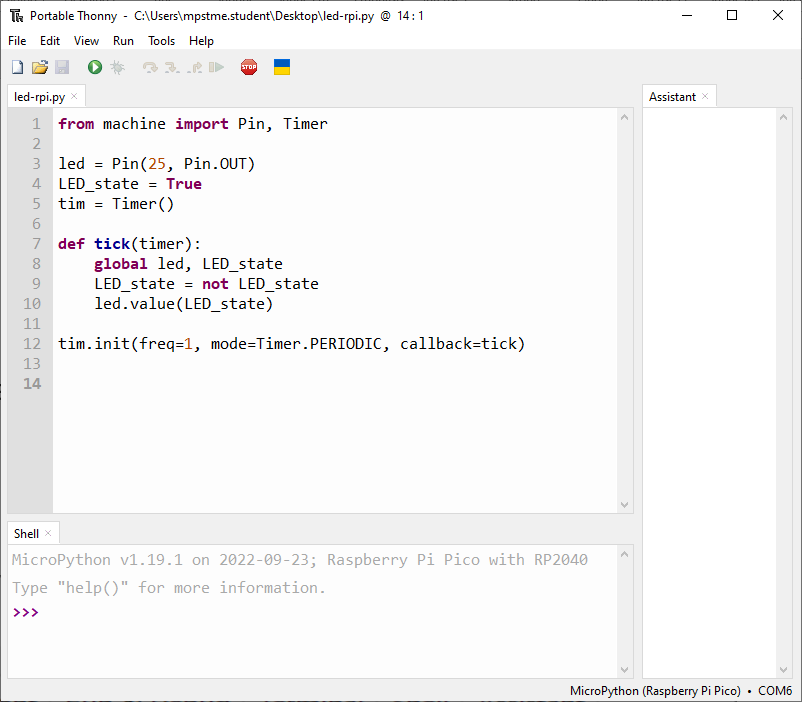 Portable Thonny - C:\Users\mpstme.student\Desktop\led-rpi.py @ 14 : 1
File Edit View Run Tools Help
STOP
led-rpi.py ×
1 from machine import Pin, Timer
2
3 led = Pin(25, Pin.OUT)
4 LED_state = True
5 tim = Timer()
6
7 def tick(timer):
8     global led, LED_state
9     LED_state = not LED_state
10     led.value(LED_state)
11
12 tim.init(freq=1, mode=Timer.PERIODIC, callback=tick)
13
14
Assistant ×
Shell ×
MicroPython v1.19.1 on 2022-09-23; Raspberry Pi Pico with RP2040
Type "help()" for more information.
>>>
MicroPython (Raspberry Pi Pico) • COM6